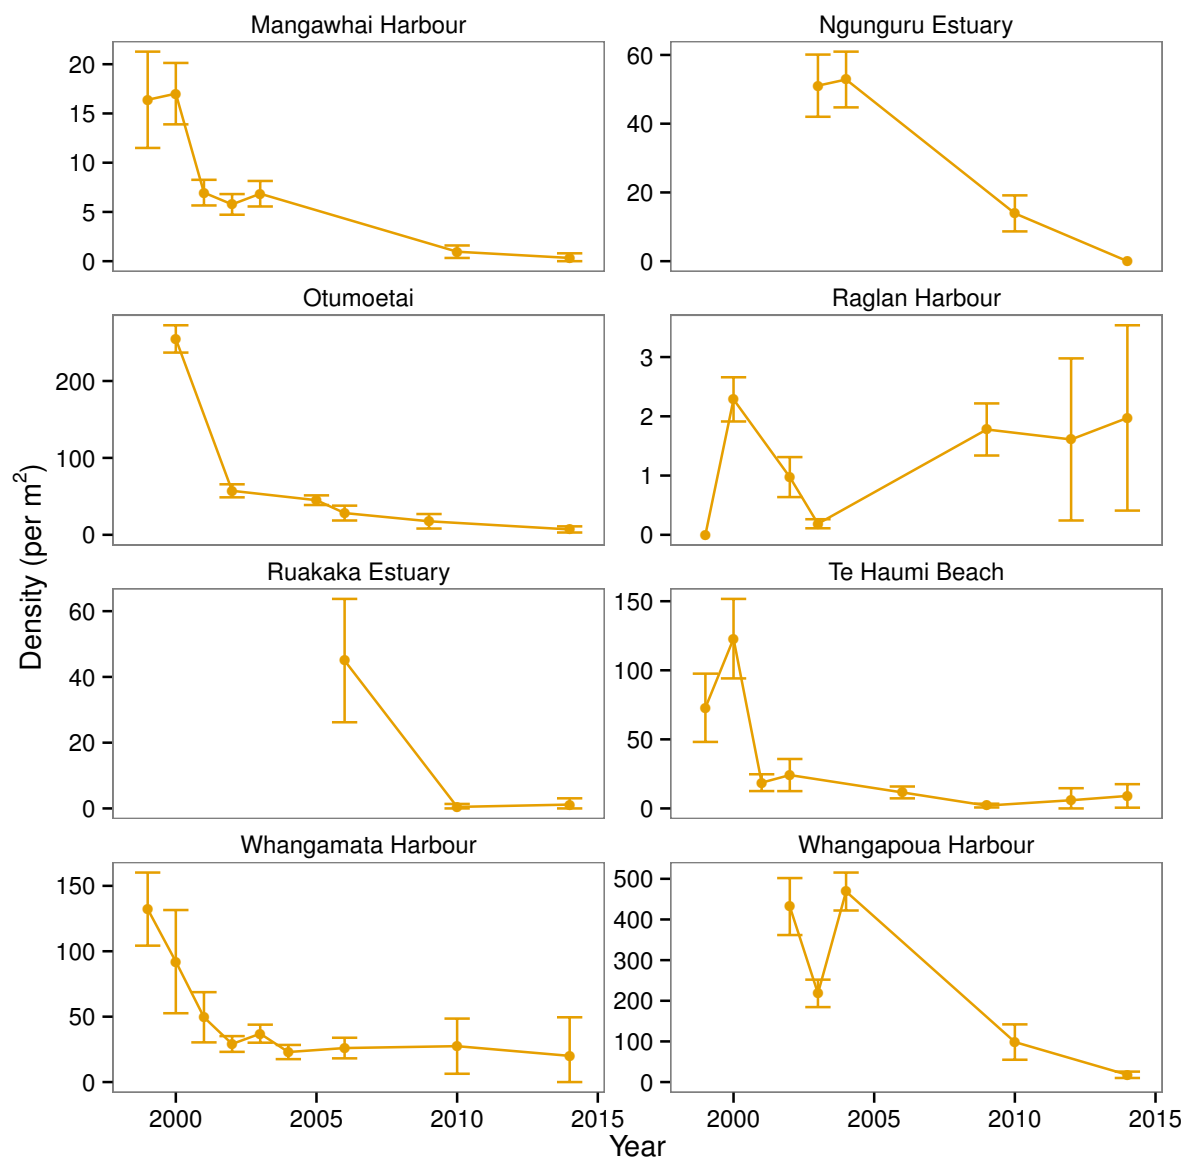 Mangawhai Harbour
20
15
10
5
0
Ngunguru Estuary
60
40
20
0
Otumoetai
200
100
0
Raglan Harbour
3
2
1
0
Ruakaka Estuary
60
40
20
0
Te Haumi Beach
150
100
50
0
Whangamata Harbour
150
100
50
0
2000 2005 2010 2015
Whangapoua Harbour
500
400
300
200
100
0
2000 2005 2010 2015
Density (per m²)
Year